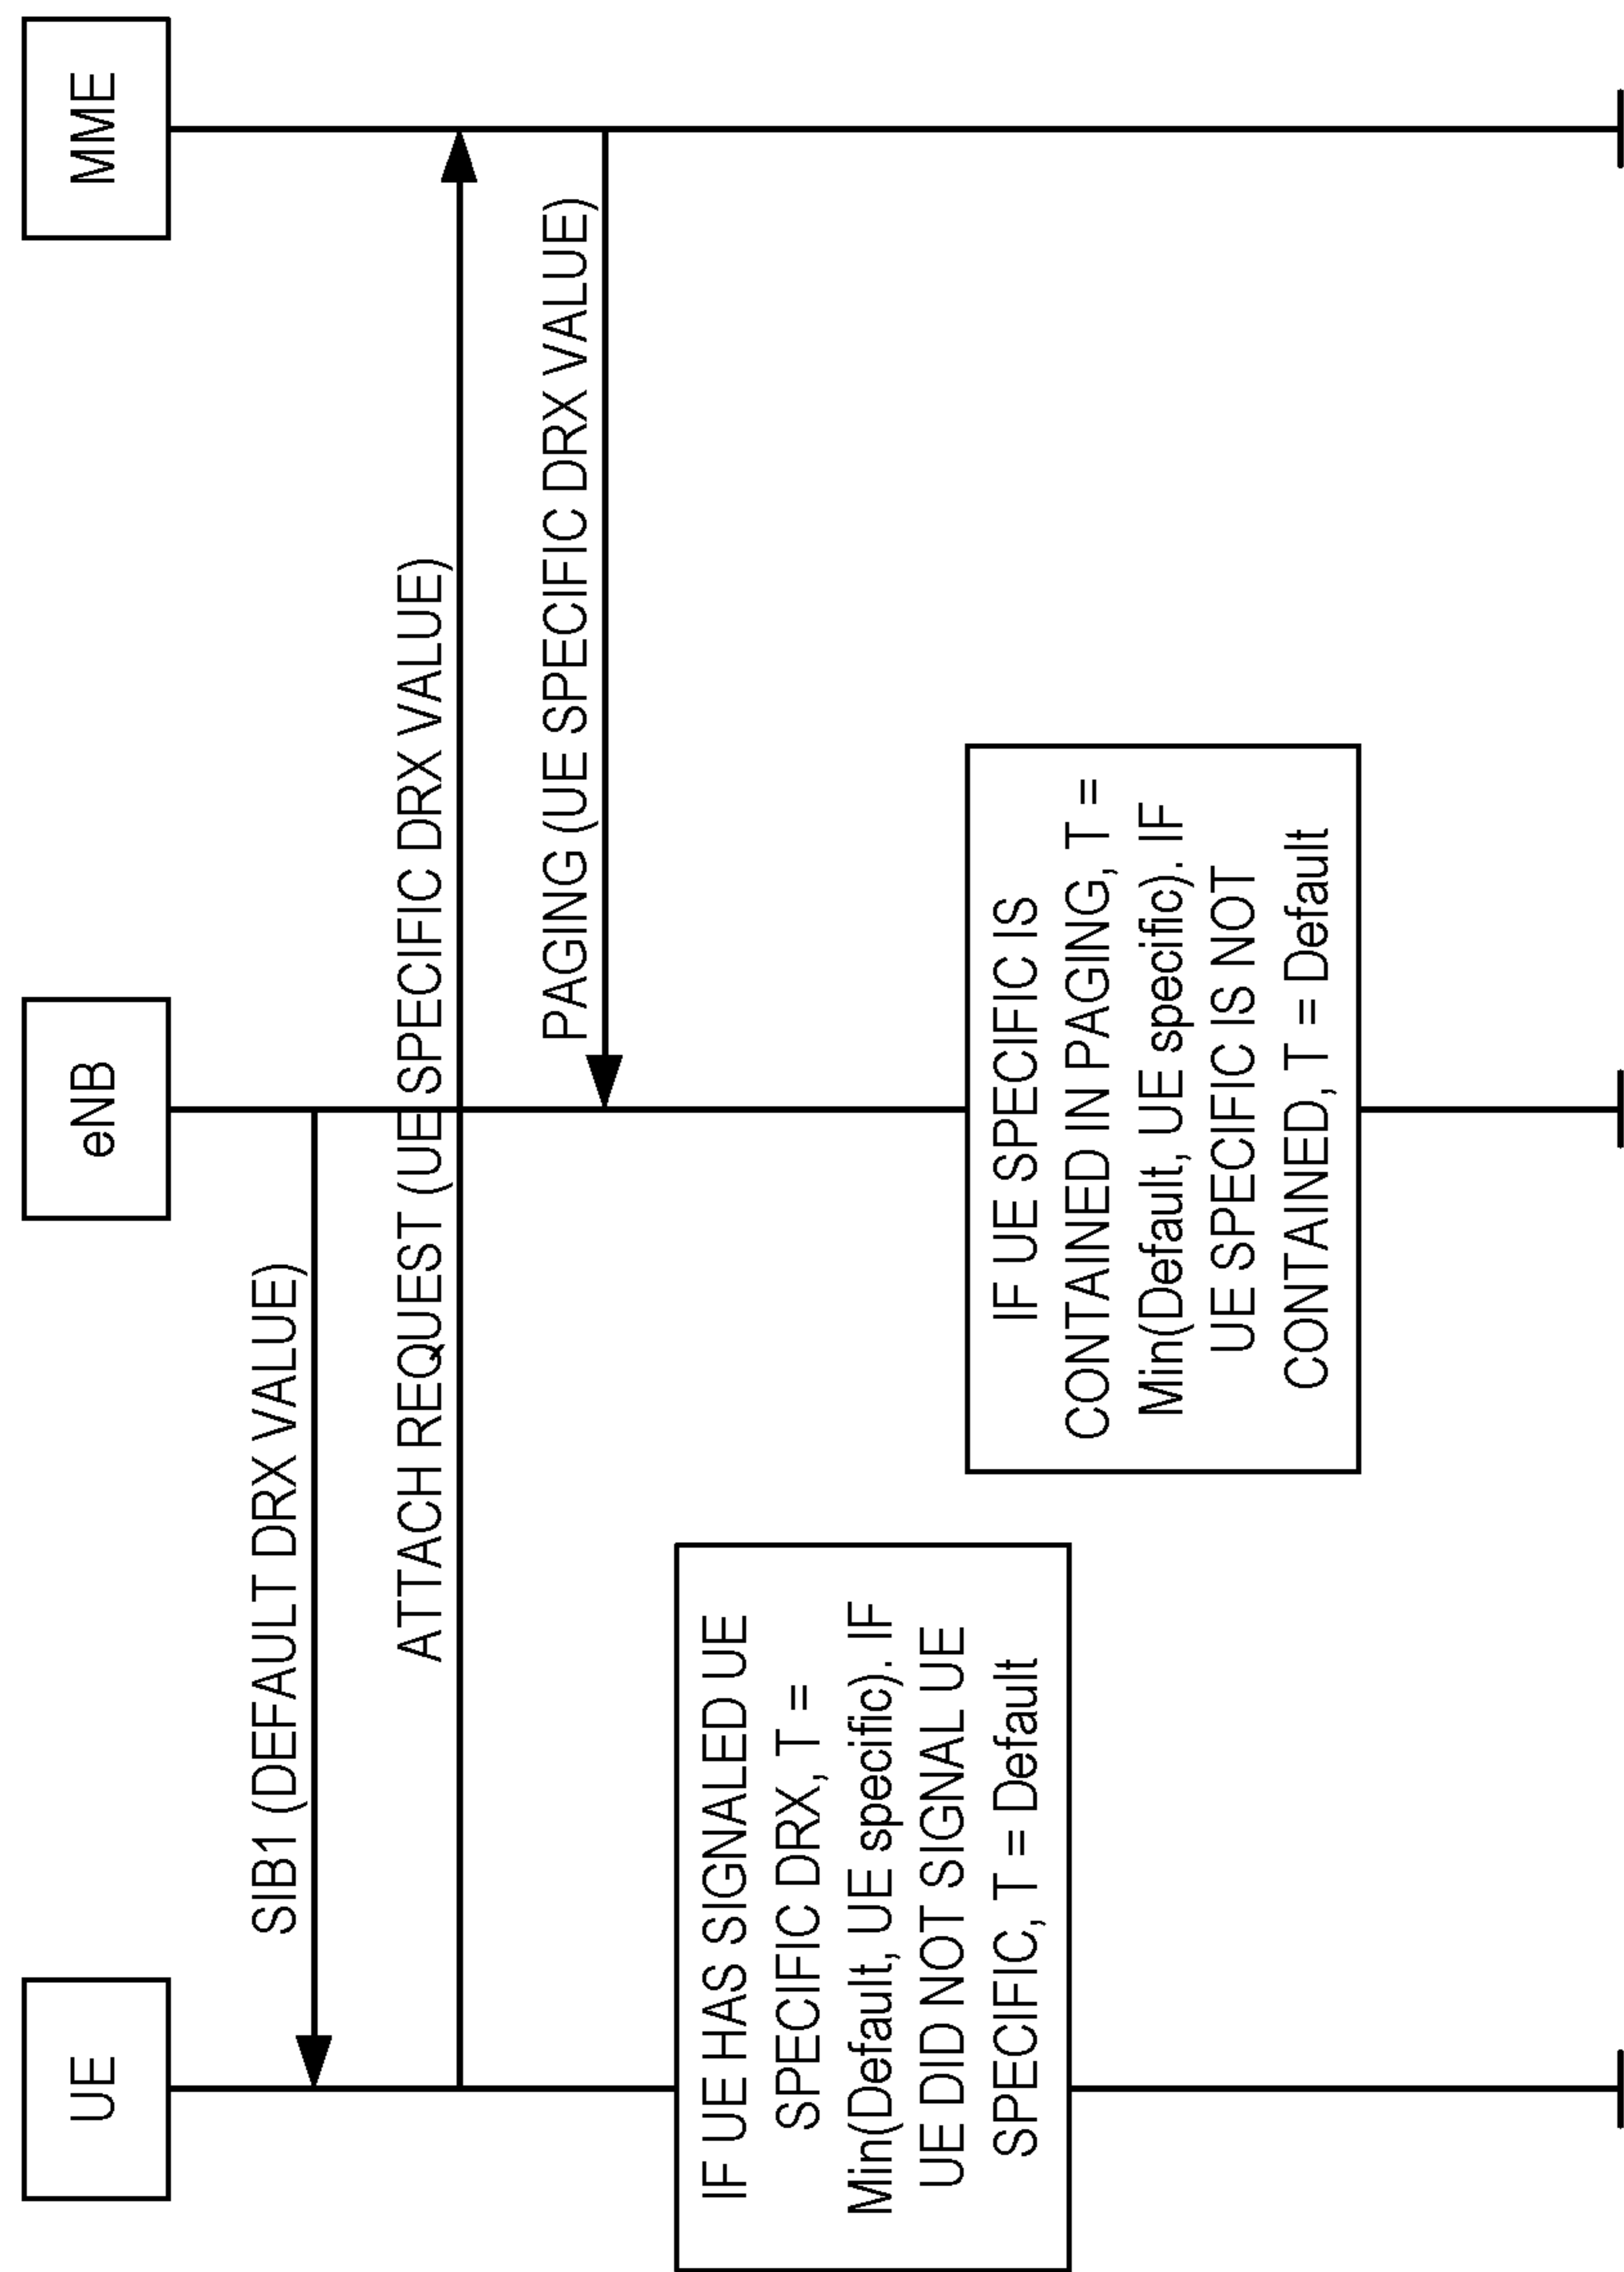 UE
eNB
MME
SIB1 (DEFAULT DRX VALUE)
ATTACH REQUEST (UE SPECIFIC DRX VALUE)
PAGING (UE SPECIFIC DRX VALUE)
IF UE HAS SIGNALED UE
SPECIFIC DRX, T =
Min(Default, UE specific). IF
UE DID NOT SIGNAL UE
SPECIFIC, T = Default
IF UE SPECIFIC IS
CONTAINED IN PAGING, T =
Min(Default, UE specific). IF
UE SPECIFIC IS NOT
CONTAINED, T = Default